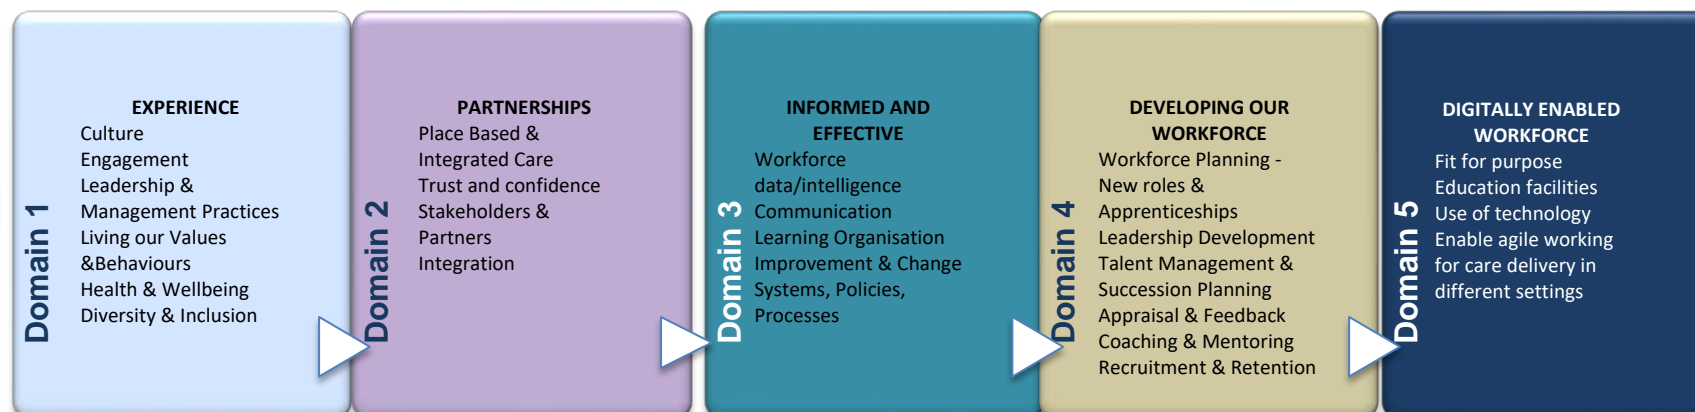 Domain 1
EXPERIENCE
Culture
Engagement
Leadership &
Management Practices
Living our Values
&Behaviours
Health & Wellbeing
Diversity & Inclusion
Domain 2
PARTNERSHIPS
Place Based &
Integrated Care
Trust and confidence
Stakeholders &
Partners
Integration
Domain 3
INFORMED AND
EFFECTIVE
Workforce
data/intelligence
Communication
Learning Organisation
Improvement & Change
Systems, Policies,
Processes
Domain 4
DEVELOPING OUR
WORKFORCE
Workforce Planning -
New roles &
Apprenticeships
Leadership Development
Talent Management &
Succession Planning
Appraisal & Feedback
Coaching & Mentoring
Recruitment & Retention
Domain 5
DIGITALLY ENABLED
WORKFORCE
Fit for purpose
Education facilities
Use of technology
Enable agile working
for care delivery in
different settings